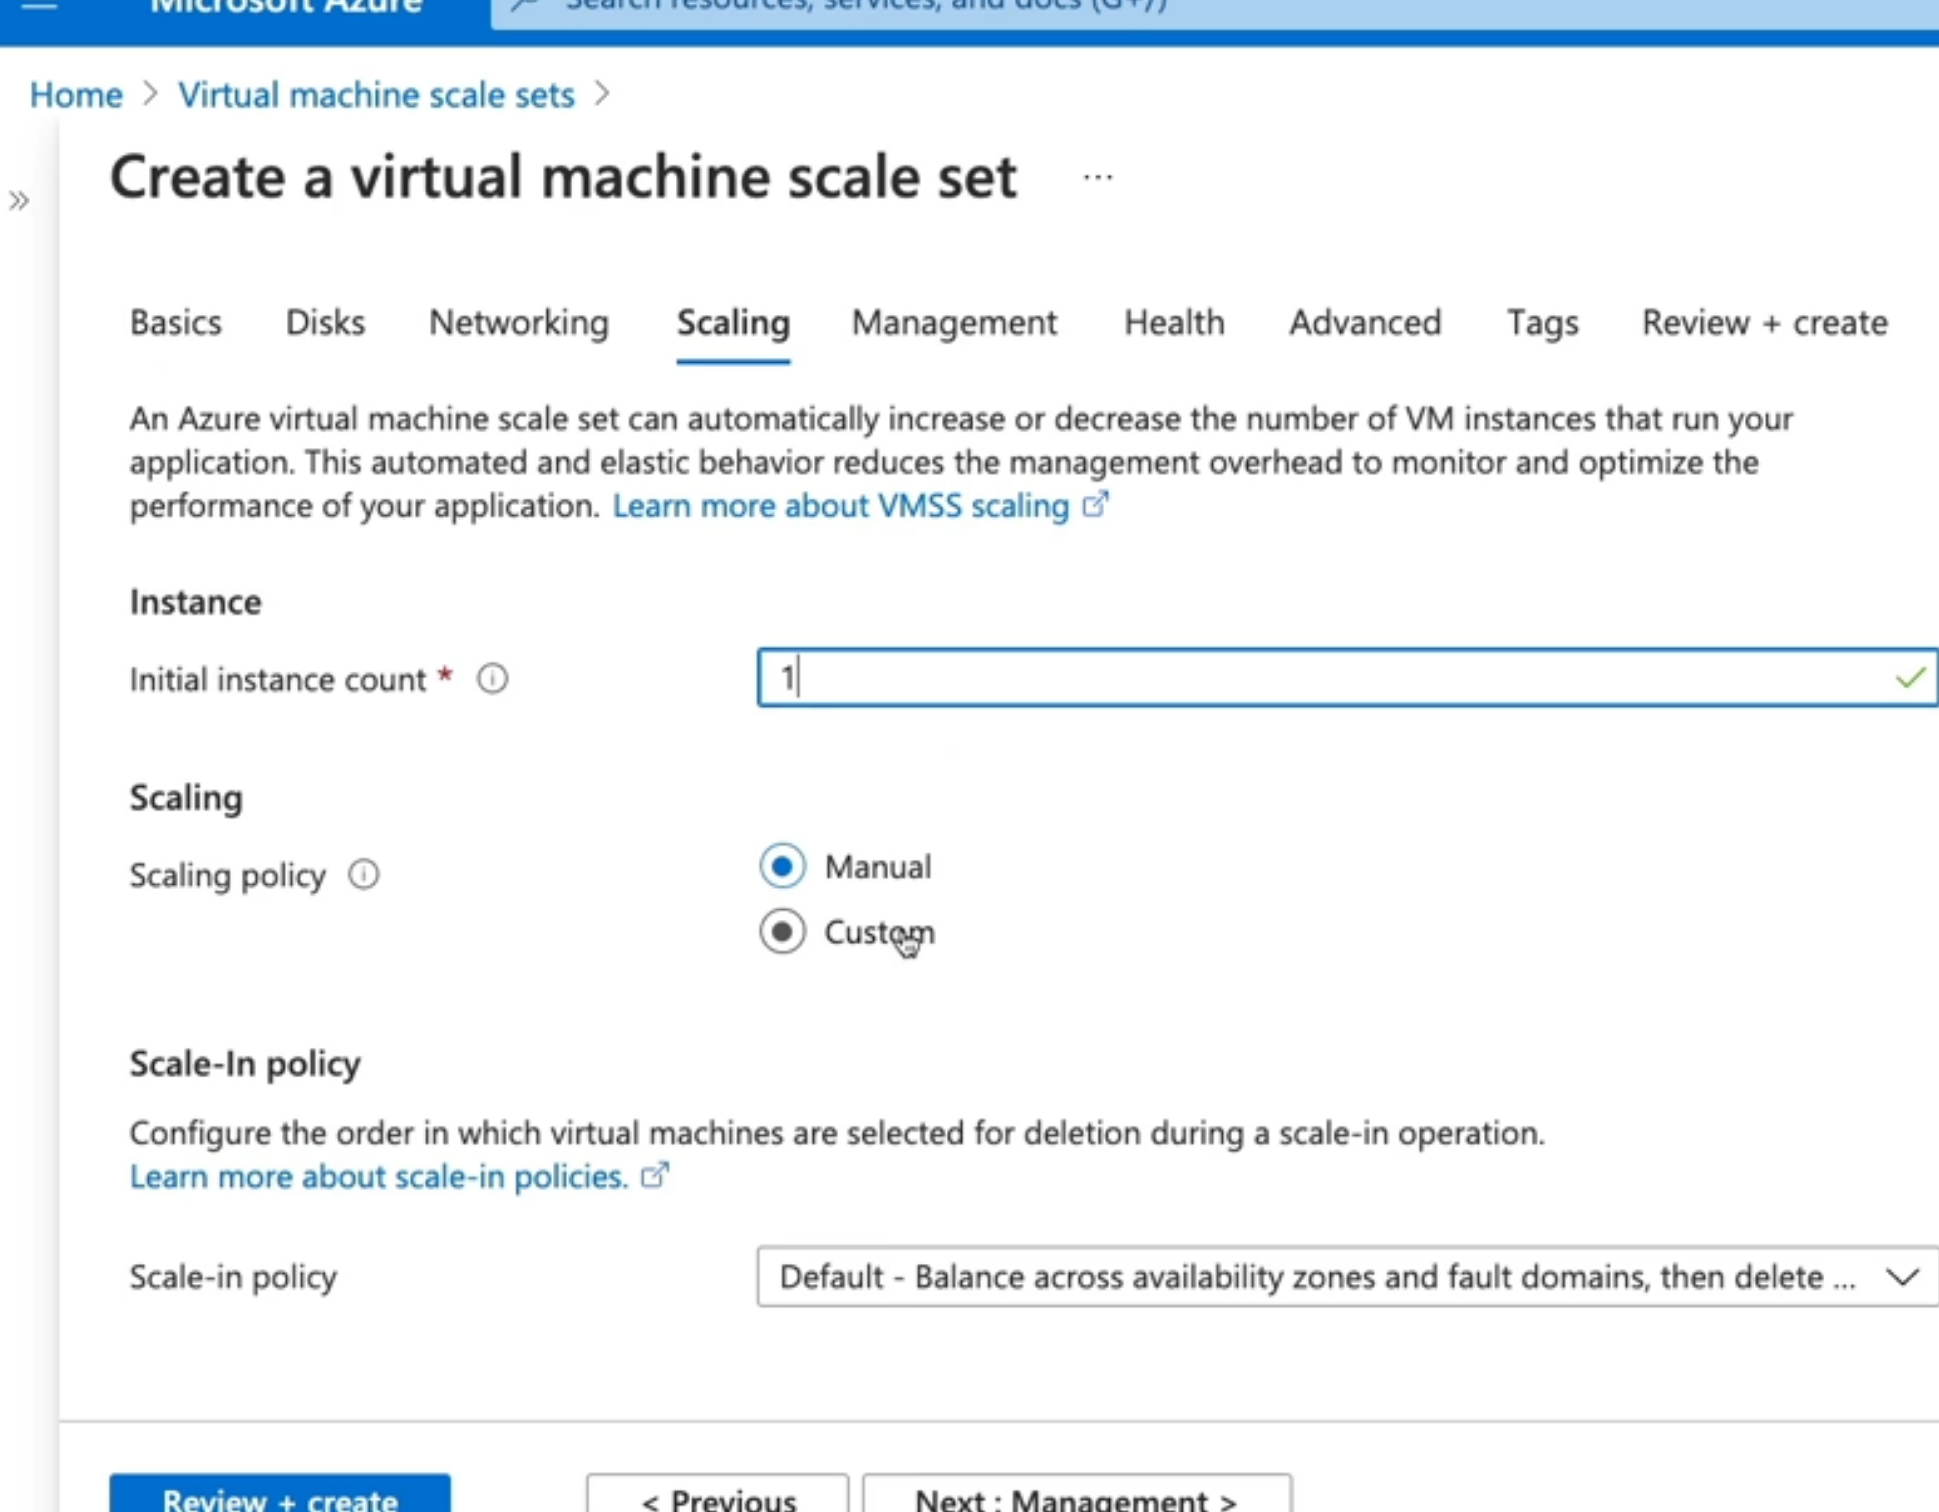 Microsoft Azure
Search resources, services, and docs (G+/)
Home > Virtual machine scale sets >
Create a virtual machine scale set ...
Basics Disks Networking Scaling Management Health Advanced Tags Review + create
An Azure virtual machine scale set can automatically increase or decrease the number of VM instances that run your
application. This automated and elastic behavior reduces the management overhead to monitor and optimize the
performance of your application. Learn more about VMSS scaling
Instance
Initial instance count * 1
Scaling
Scaling policy Manual
Custom
Scale-In policy
Configure the order in which virtual machines are selected for deletion during a scale-in operation.
Learn more about scale-in policies.
Scale-in policy Default - Balance across availability zones and fault domains, then delete ...
Review + create < Previous Next : Management >